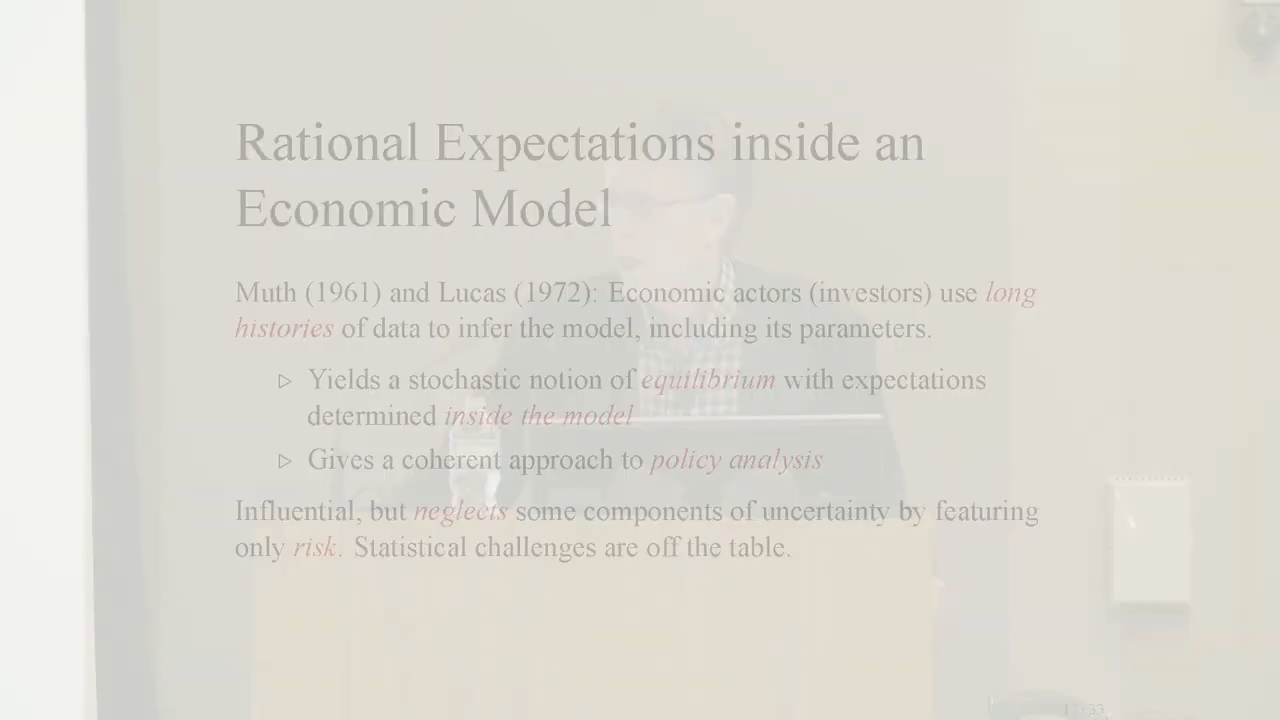 Rational Expectations inside an
Economic Model
Muth (1961) and Lucas (1972): Economic actors (investors) use long
histories of data to infer the model, including its parameters.
▷ Yields a stochastic notion of equilibrium with expectations
determined inside the model
▷ Gives a coherent approach to policy analysis
Influential, but neglects some components of uncertainty by featuring
only risk. Statistical challenges are off the table.